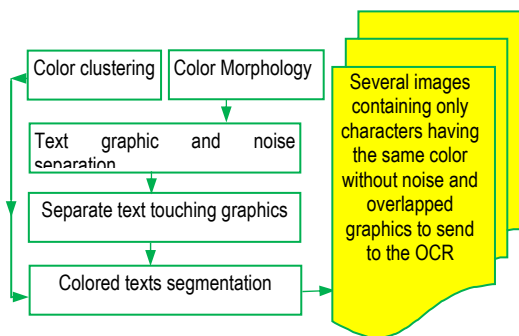 Color clustering
Color Morphology
Text graphic and noise
separation
Separate text touching graphics
Colored texts segmentation
Several images
containing only
characters having
the same color
without noise and
overlapped
graphics to send
to the OCR